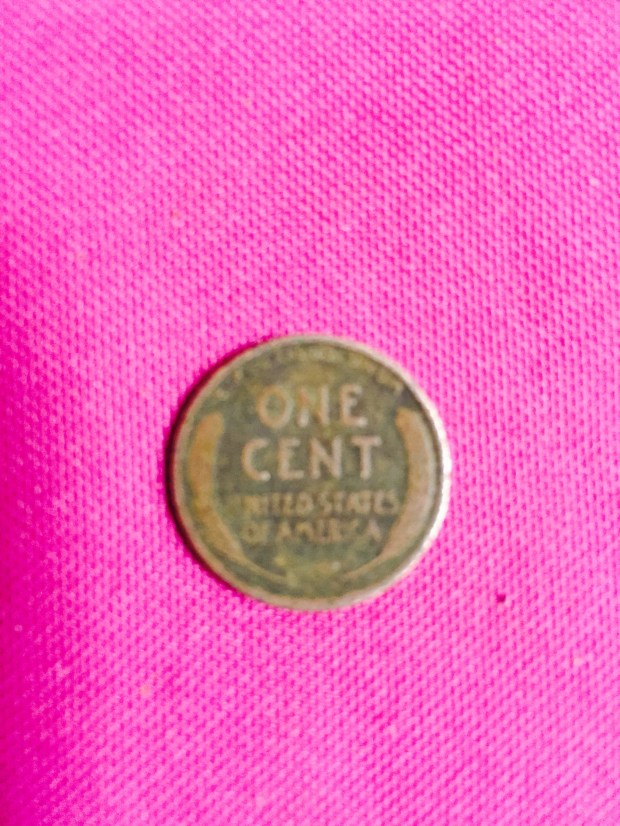 ONE
CENT
UNITED STATES
OF AMERICA